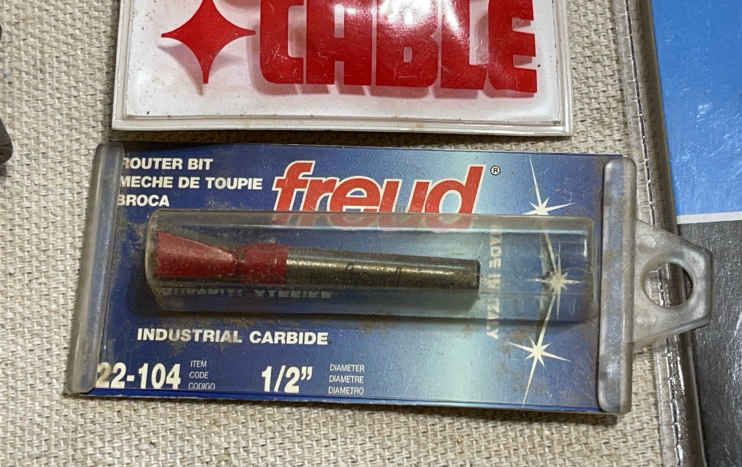 CABLE
ROUTER BIT
MECHE DE TOUPIE
BROCA
freud®
MADE IN ITALY
INDUSTRIAL CARBIDE
22-104
ITEM
CODE
CODIGO
1/2"
DIAMETER
DIAMETRE
DIAMETRO